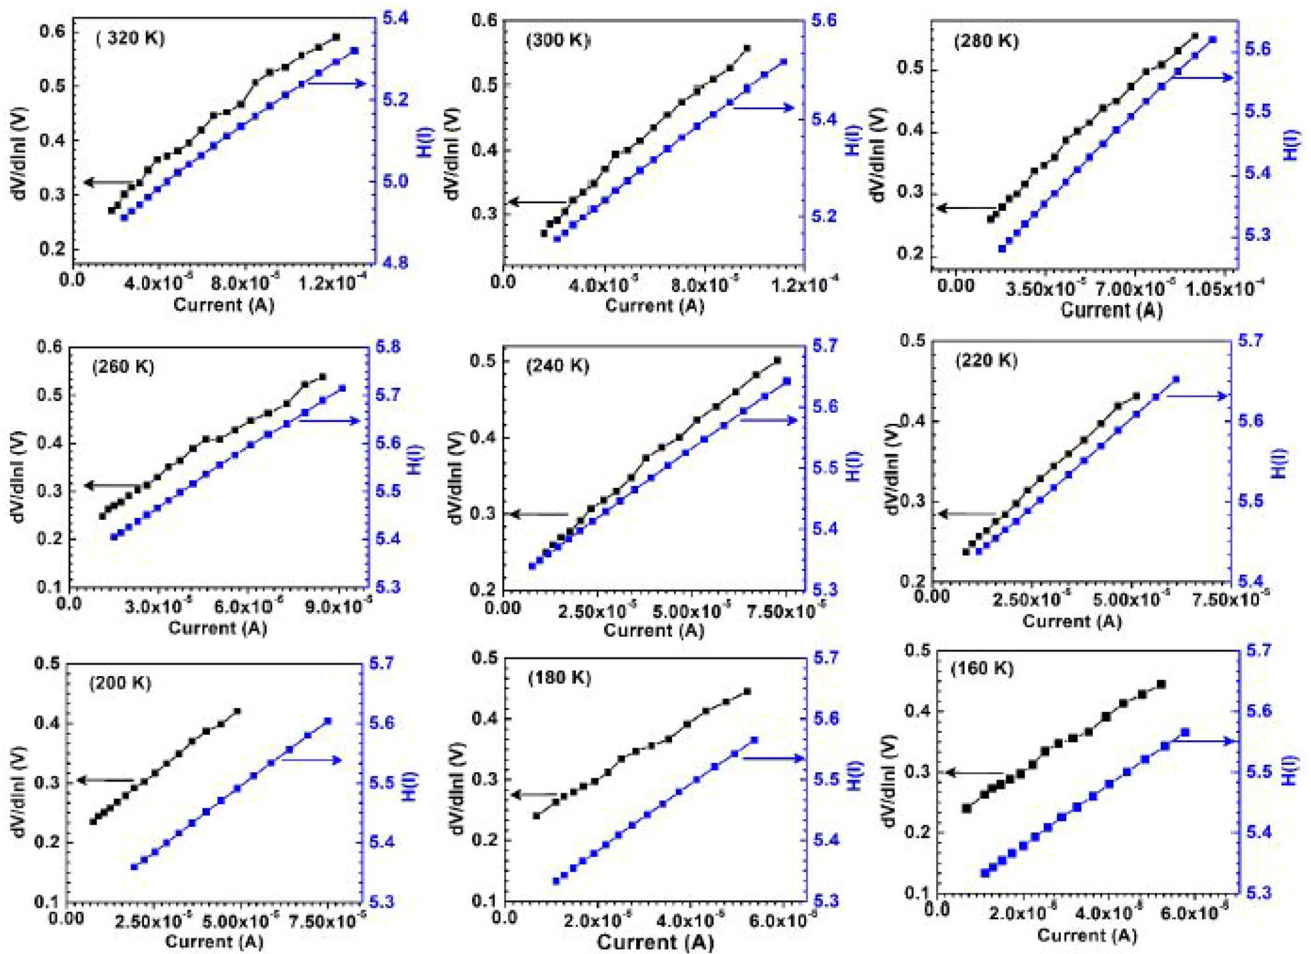 ( 320 K)
0.6
0.5
0.4
0.3
0.2
dV/dlnI (V)
5.4
5.2
5.0
4.8
H(I)
0.0 4.0x10⁻⁵ 8.0x10⁻⁵ 1.2x10⁻⁴
Current (A)
(300 K)
0.6
0.5
0.4
0.3
dV/dlnI (V)
5.6
5.4
5.2
H(I)
0.0 4.0x10⁻⁵ 8.0x10⁻⁵ 1.2x10⁻⁴
Current (A)
(280 K)
0.5
0.4
0.3
0.2
dV/dlnI (V)
5.6
5.5
5.4
5.3
H(I)
0.00 3.50x10⁻⁵ 7.00x10⁻⁵ 1.05x10⁻⁴
Current (A)
(260 K)
0.6
0.5
0.4
0.3
0.2
0.1
dV/dlnI (V)
5.8
5.7
5.6
5.5
5.4
5.3
H(I)
0.0 3.0x10⁻⁵ 6.0x10⁻⁵ 9.0x10⁻⁵
Current (A)
(240 K)
0.5
0.4
0.3
0.2
dV/dlnI (V)
5.7
5.6
5.5
5.4
5.3
H(I)
0.00 2.50x10⁻⁵ 5.00x10⁻⁵ 7.50x10⁻⁵
Current (A)
(220 K)
0.5
0.4
0.3
0.2
dV/dlnI (V)
5.7
5.6
5.5
5.4
H(I)
0.00 2.50x10⁻⁵ 5.00x10⁻⁵ 7.50x10⁻⁵
Current (A)
(200 K)
0.5
0.4
0.3
0.2
0.1
dV/dlnI (V)
5.7
5.6
5.5
5.4
5.3
H(I)
0.00 2.50x10⁻⁵ 5.00x10⁻⁵ 7.50x10⁻⁵
Current (A)
(180 K)
0.5
0.4
0.3
0.2
0.1
dV/dlnI (V)
5.7
5.6
5.5
5.4
5.3
H(I)
0.0 2.0x10⁻⁵ 4.0x10⁻⁵ 6.0x10⁻⁵
Current (A)
(160 K)
0.5
0.4
0.3
0.2
0.1
dV/dlnI (V)
5.7
5.6
5.5
5.4
5.3
H(I)
0.0 2.0x10⁻⁵ 4.0x10⁻⁵ 6.0x10⁻⁵
Current (A)